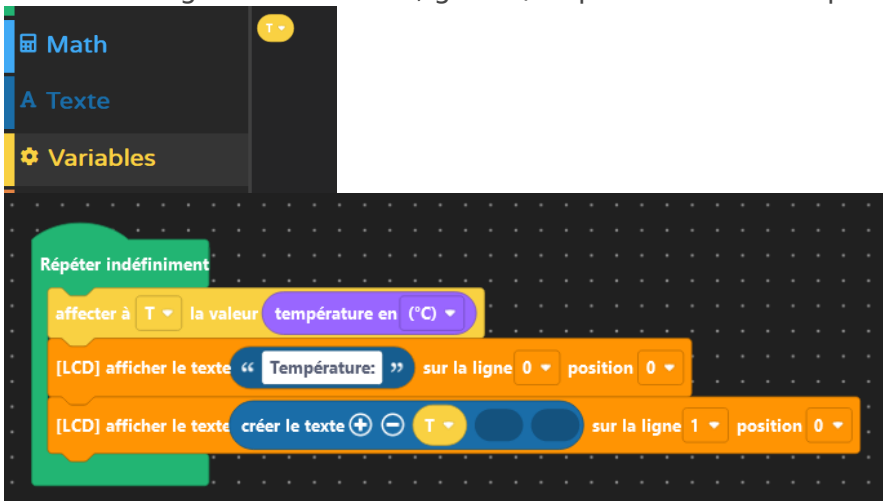 T
Math
A Texte
Variables
Répéter indéfiniment
affecter à T la valeur température en (°C)
[LCD] afficher le texte “ Température: ” sur la ligne 0 position 0
[LCD] afficher le texte créer le texte + - T sur la ligne 1 position 0